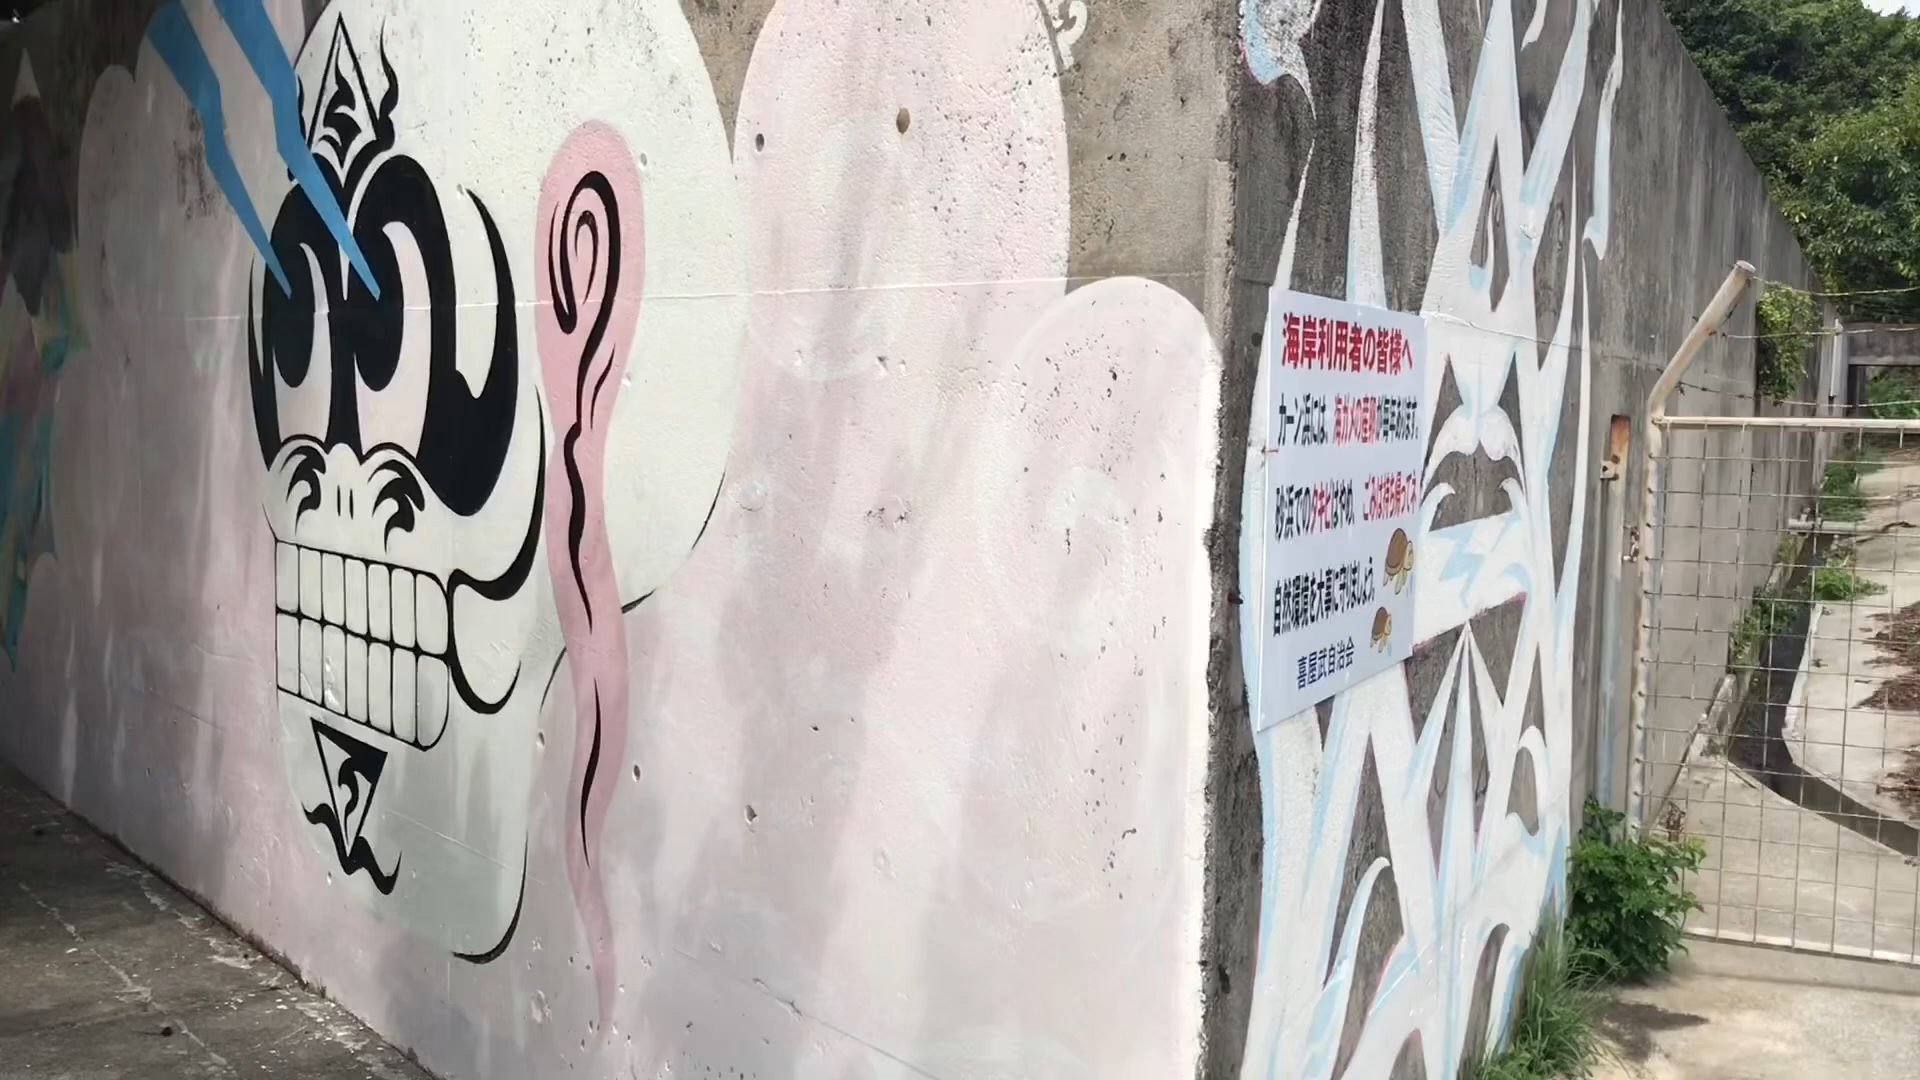 海岸利用者の皆様へ
カーン浜には、海ガメの産卵が毎年あります。
砂浜でのタキビはやめ、ごみは持ち帰って
自然環境を大事に守りましょう。
喜屋武自治会